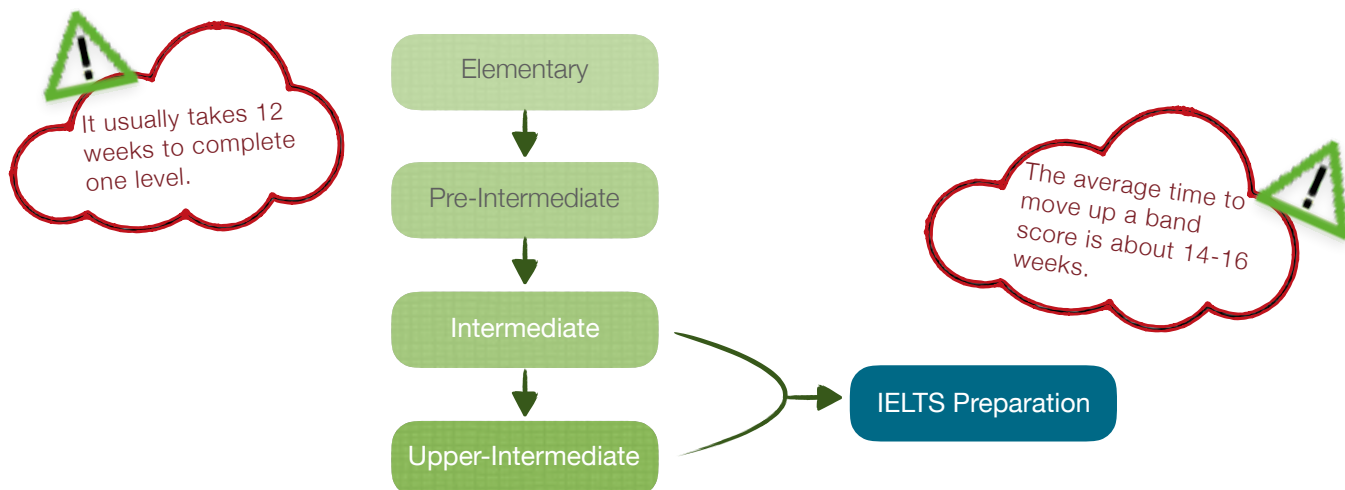 It usually takes 12
weeks to complete
one level.
Elementary
Pre-Intermediate
Intermediate
Upper-Intermediate
IELTS Preparation
The average time to
move up a band
score is about 14-16
weeks.